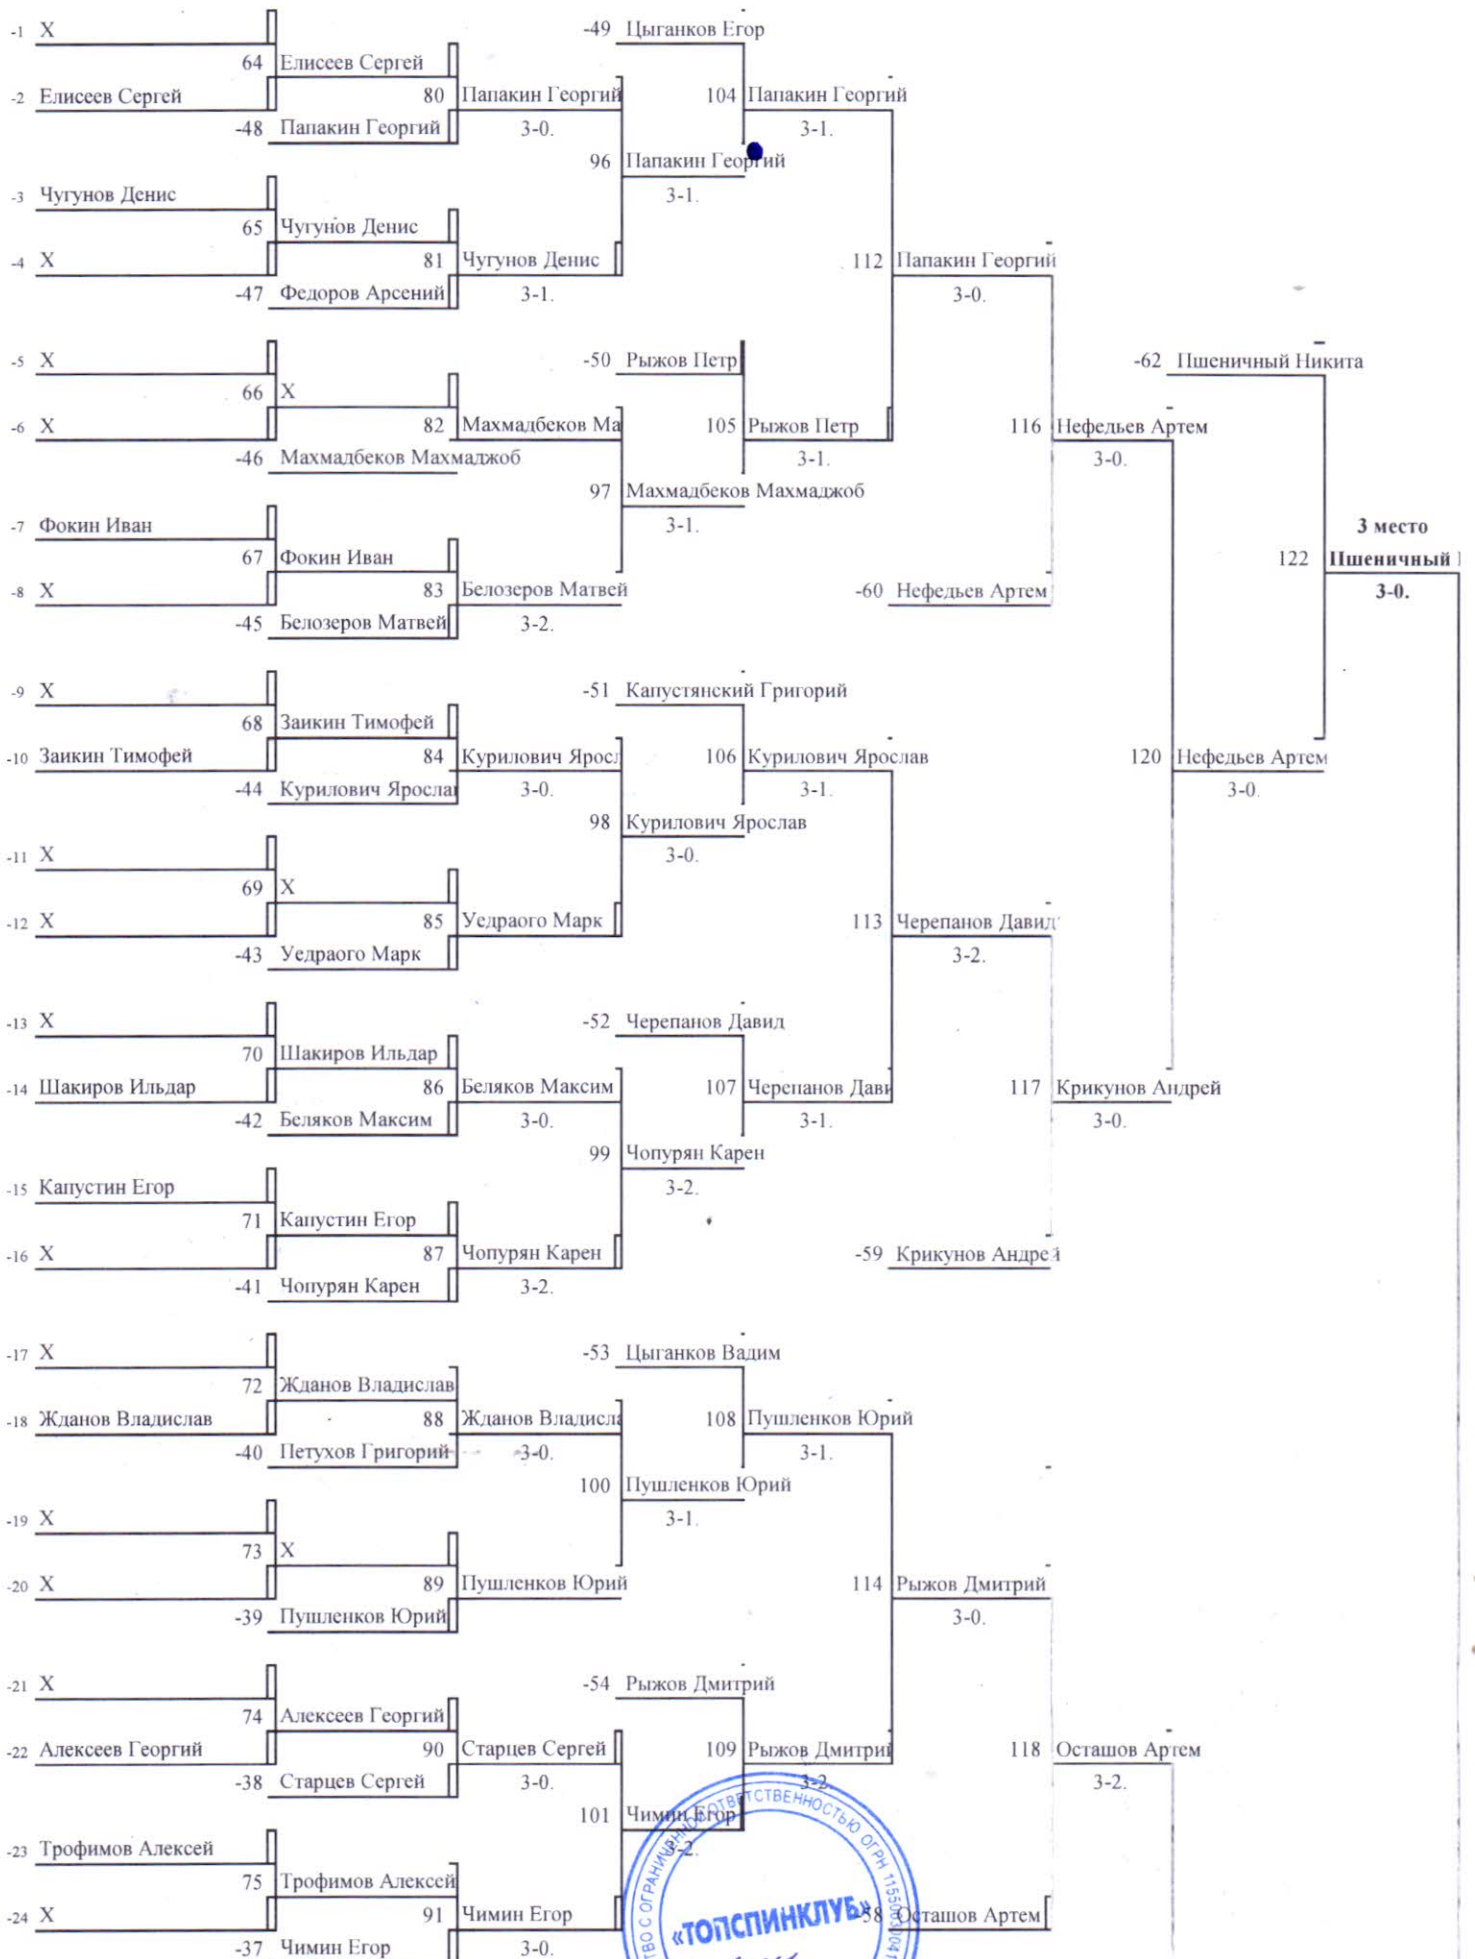 -1 X
-49 Цыганков Егор
64 Елисеев Сергей
-2 Елисеев Сергей
80 Папакин Георгий
104 Папакин Георгий
-48 Папакин Георгий
3-0.
3-1.
96 Папакин Георгий
-3 Чугунов Денис
3-1.
65 Чугунов Денис
-4 X
81 Чугунов Денис
112 Папакин Георгий
-47 Федоров Арсений
3-1.
3-0.
-5 X
-50 Рыжов Петр
-62 Пшеничный Никита
66 X
-6 X
82 Махмадбеков Ма
105 Рыжов Петр
116 Нефедьев Артем
-46 Махмадбеков Махмаджоб
3-1.
3-0.
97 Махмадбеков Махмаджоб
-7 Фокин Иван
3-1.
3 место
67 Фокин Иван
122 Пшеничный
-8 X
83 Белозеров Матвей
-60 Нефедьев Артем
3-0.
-45 Белозеров Матвей
3-2.
-9 X
-51 Капустянский Григорий
68 Заикин Тимофей
-10 Заикин Тимофей
84 Курилович Яросл
106 Курилович Ярослав
120 Нефедьев Артем
-44 Курилович Яросла
3-0.
3-1.
3-0.
98 Курилович Ярослав
-11 X
3-0.
69 X
-12 X
85 Уедраого Марк
113 Черепанов Давид
-43 Уедраого Марк
3-2.
-13 X
-52 Черепанов Давид
70 Шакиров Ильдар
-14 Шакиров Ильдар
86 Беляков Максим
107 Черепанов Дави
117 Крикунов Андрей
-42 Беляков Максим
3-0.
3-1.
3-0.
99 Чопурян Карен
-15 Капустин Егор
3-2.
71 Капустин Егор
-16 X
87 Чопурян Карен
-59 Крикунов Андрей
-41 Чопурян Карен
3-2.
-17 X
-53 Цыганков Вадим
72 Жданов Владислав
-18 Жданов Владислав
88 Жданов Владисла
108 Пушленков Юрий
-40 Петухов Григорий
3-0.
3-1.
100 Пушленков Юрий
-19 X
3-1.
73 X
-20 X
89 Пушленков Юрий
114 Рыжов Дмитрий
-39 Пушленков Юрий
3-0.
-21 X
-54 Рыжов Дмитрий
74 Алексеев Георгий
-22 Алексеев Георгий
90 Старцев Сергей
109 Рыжов Дмитрий
118 Осташов Артем
-38 Старцев Сергей
3-0.
3-2.
3-2.
101 Чимин Егор
-23 Трофимов Алексей
3-2.
75 Трофимов Алексей
-24 X
91 Чимин Егор
-58 Осташов Артем
-37 Чимин Егор
3-0.
С ОГРАНИЧЕННОЙ ОТВЕТСТВЕННОСТЬЮ ОГРН
«ТОПСПИНКЛУБ»